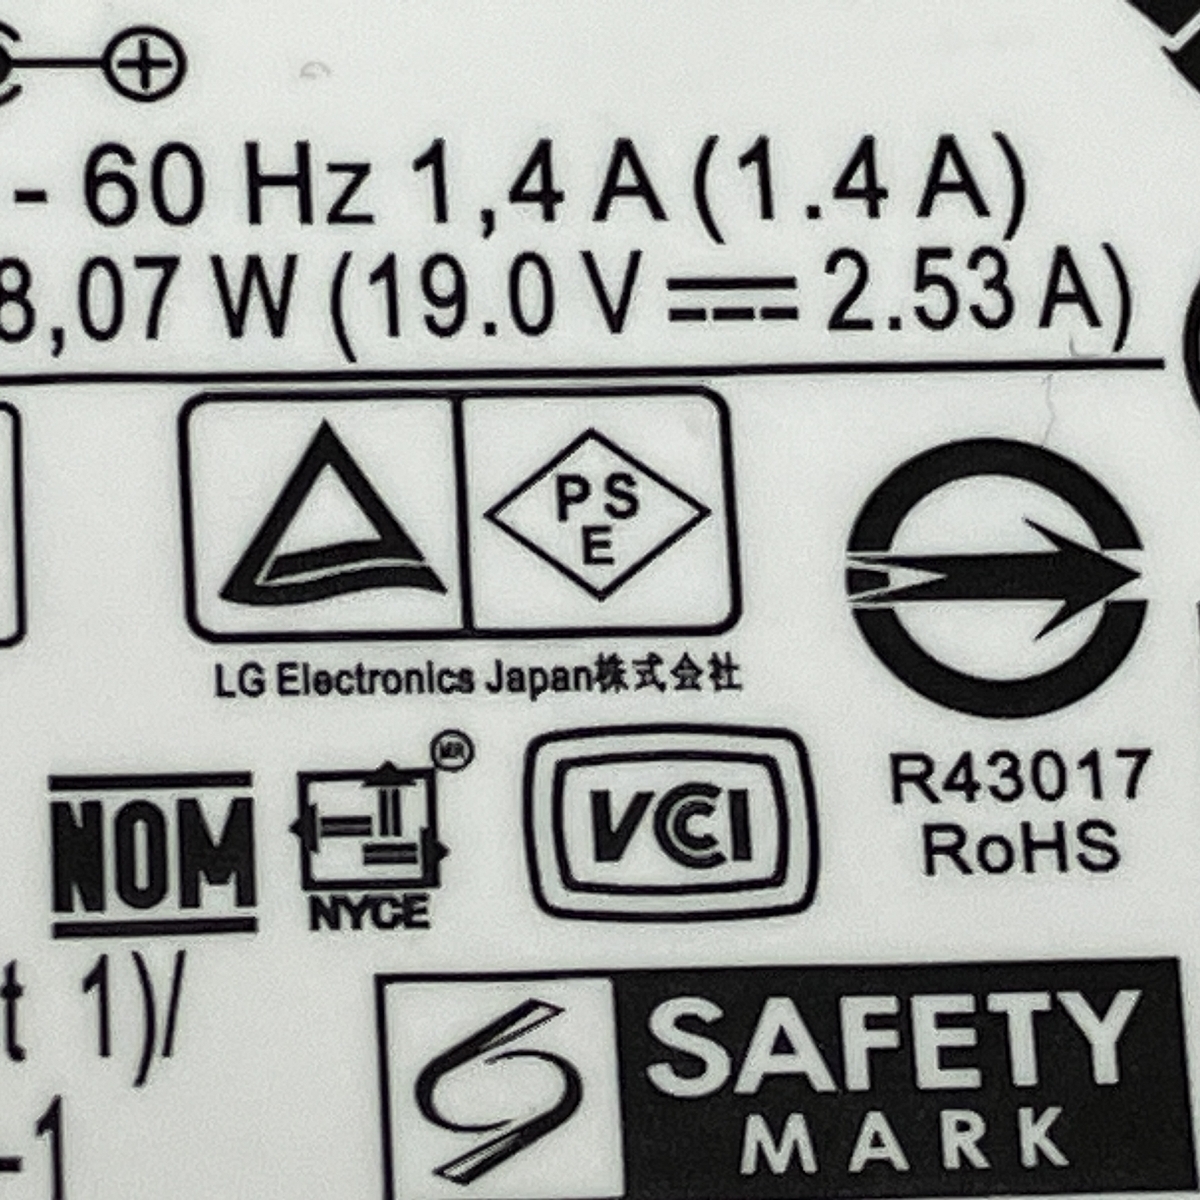 - 60 Hz 1,4 A (1.4 A)
8,07 W (19.0 V ⎓ 2.53 A)
PS
E
LG Electronics Japan株式会社
R43017
RoHS
NOM
NYCE
VCI
t 1)/
-1
SAFETY
MARK